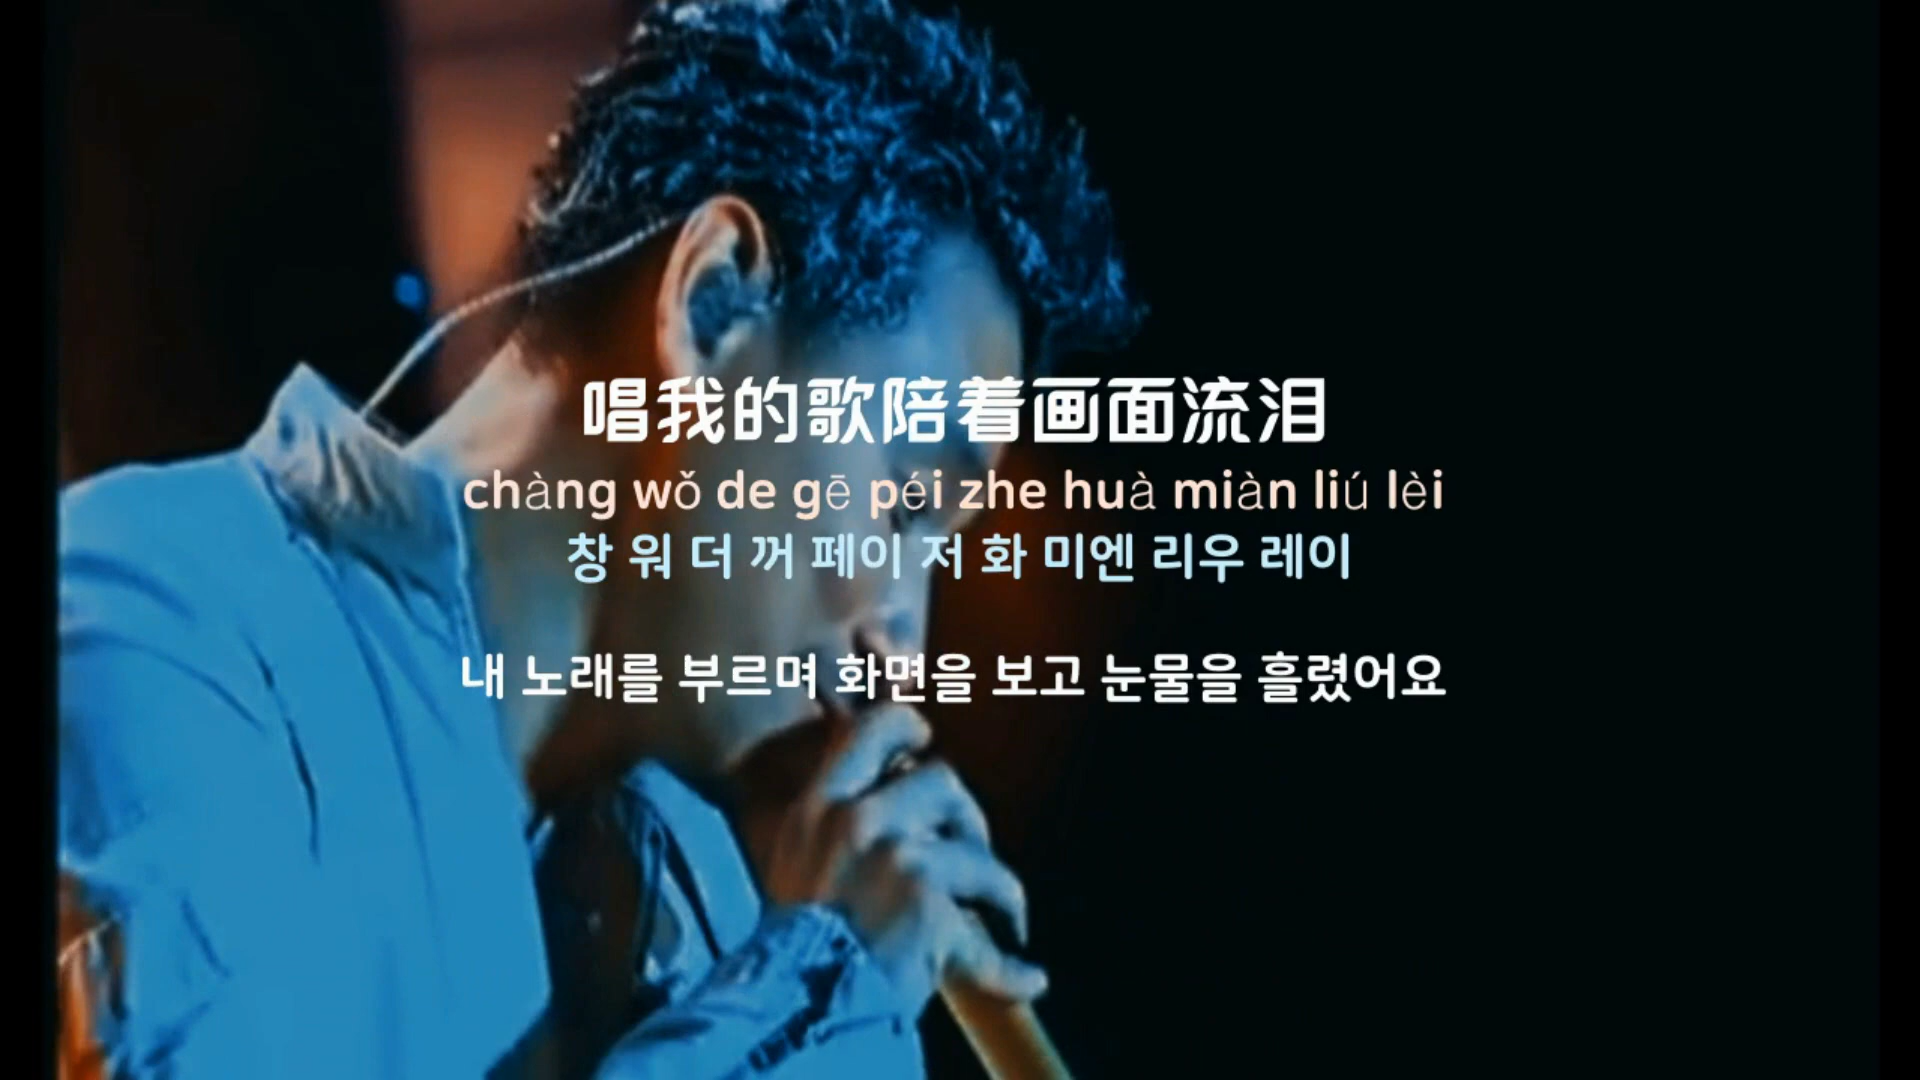 唱我的歌陪着画面流泪
chàng wǒ de gē péi zhe huà miàn liú lèi
창 워 더 꺼 페이 저 화 미엔 리우 레이
내 노래를 부르며 화면을 보고 눈물을 흘렸어요